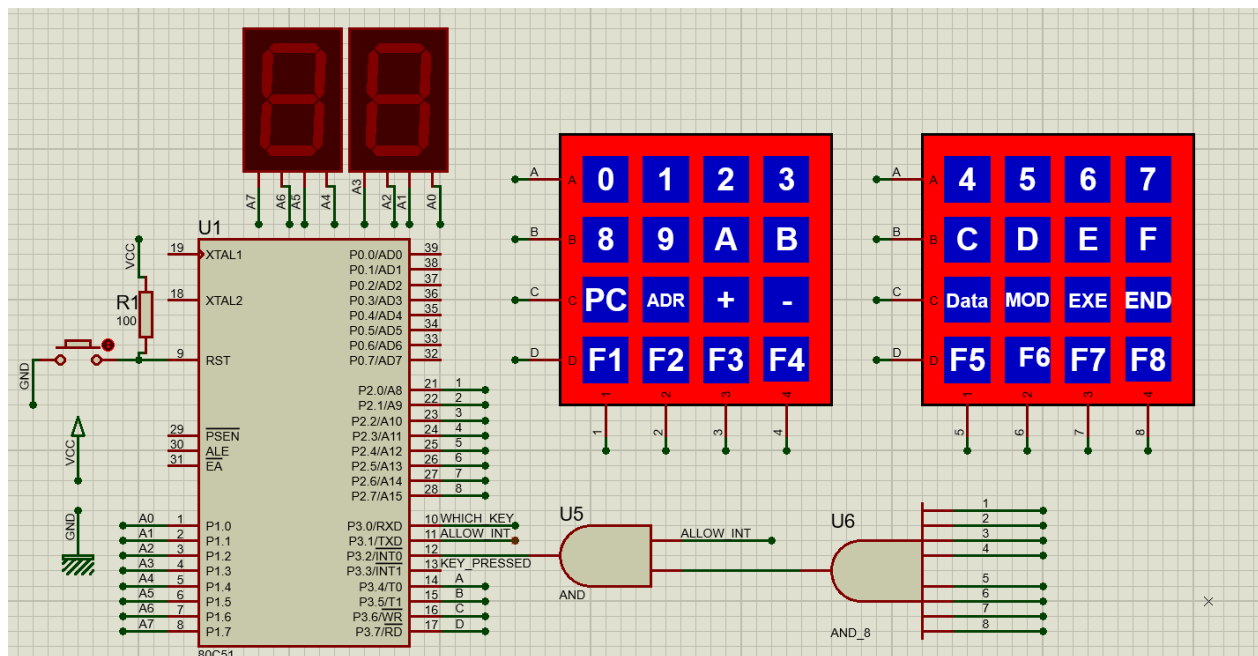 A7 A6 A5 A4 A3 A2 A1 A0
U1
VCC
R1
100
GND
VCC
GND
19 XTAL1
18 XTAL2
9 RST
29 PSEN
30 ALE
31 EA
A0 1 P1.0
A1 2 P1.1
A2 3 P1.2
A3 4 P1.3
A4 5 P1.4
A5 6 P1.5
A6 7 P1.6
A7 8 P1.7
P0.0/AD0 39
P0.1/AD1 38
P0.2/AD2 37
P0.3/AD3 36
P0.4/AD4 35
P0.5/AD5 34
P0.6/AD6 33
P0.7/AD7 32
P2.0/A8 21 1
P2.1/A9 22 2
P2.2/A10 23 3
P2.3/A11 24 4
P2.4/A12 25 5
P2.5/A13 26 6
P2.6/A14 27 7
P2.7/A15 28 8
P3.0/RXD 10 WHICH_KEY
P3.1/TXD 11 ALLOW_INT
P3.2/INT0 12
P3.3/INT1 13 KEY_PRESSED
P3.4/T0 14 A
P3.5/T1 15 B
P3.6/WR 16 C
P3.7/RD 17 D
80C51
A A 0 1 2 3
B B 8 9 A B
C C PC ADR + -
D D F1 F2 F3 F4
1 2 3 4
1 2 3 4
A A 4 5 6 7
B B C D E F
C C Data MOD EXE END
D D F5 F6 F7 F8
1 2 3 4
5 6 7 8
U5
ALLOW_INT
AND
U6
AND_8
1
2
3
4
5
6
7
8